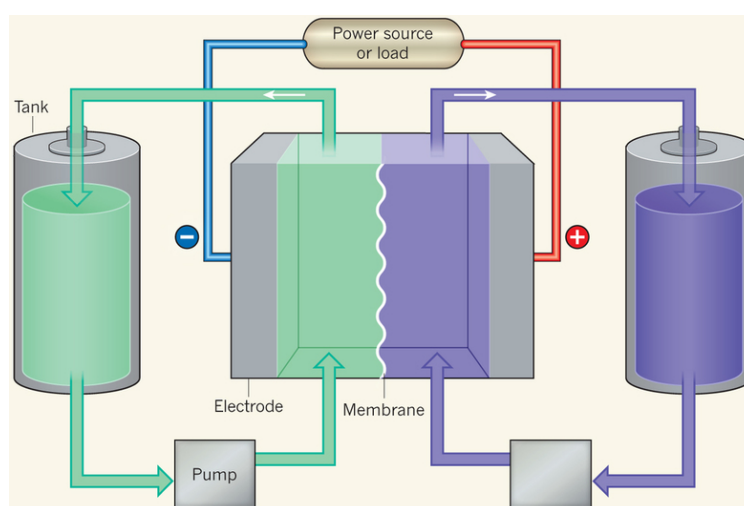 Power source
or load
Tank
−
+
Electrode
Membrane
Pump